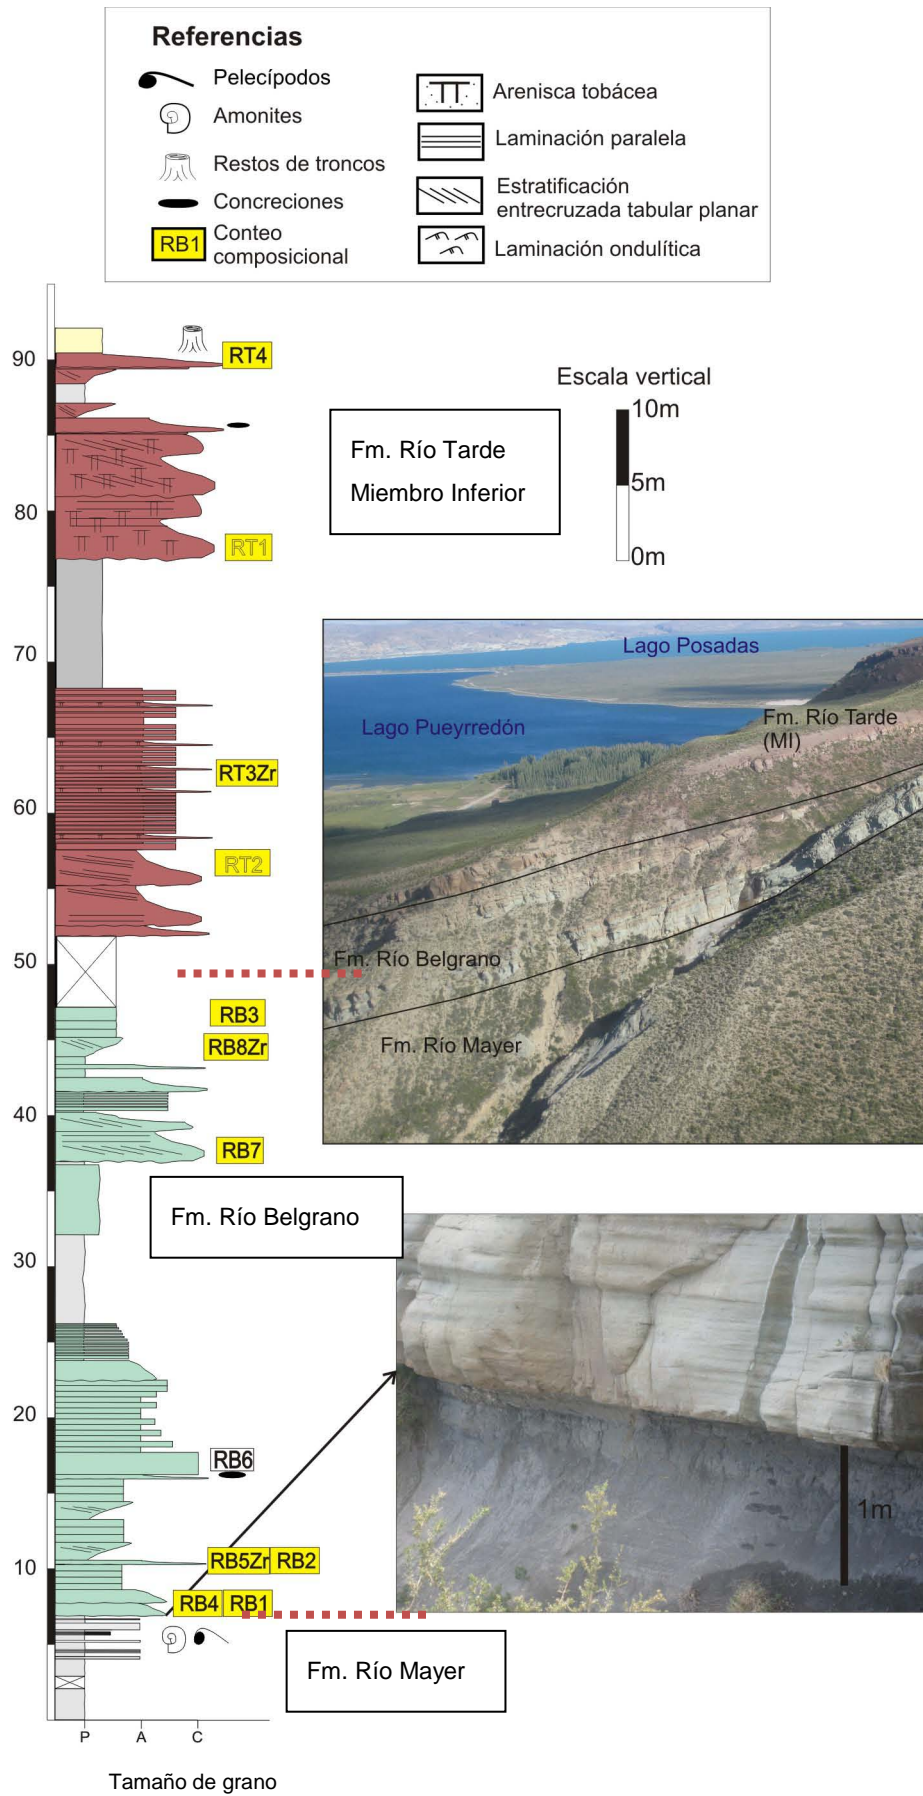 Referencias
Pelecípodos
Amonites
Restos de troncos
Concreciones
RB1
Conteo
composicional
Arenisca tobácea
Laminación paralela
Estratificación
entrecruzada tabular planar
Laminación ondulítica
90
RT4
80
RT1
70
RT3Zr
60
RT2
50
RB3
RB8Zr
40
RB7
30
20
RB6
10
RB5Zr RB2
RB4 RB1
P A C
Tamaño de grano
Escala vertical
10m
5m
0m
Fm. Río Tarde
Miembro Inferior
Lago Posadas
Lago Pueyrredón
Fm. Río Tarde
(MI)
Fm. Río Belgrano
Fm. Río Mayer
Fm. Río Belgrano
1m
Fm. Río Mayer